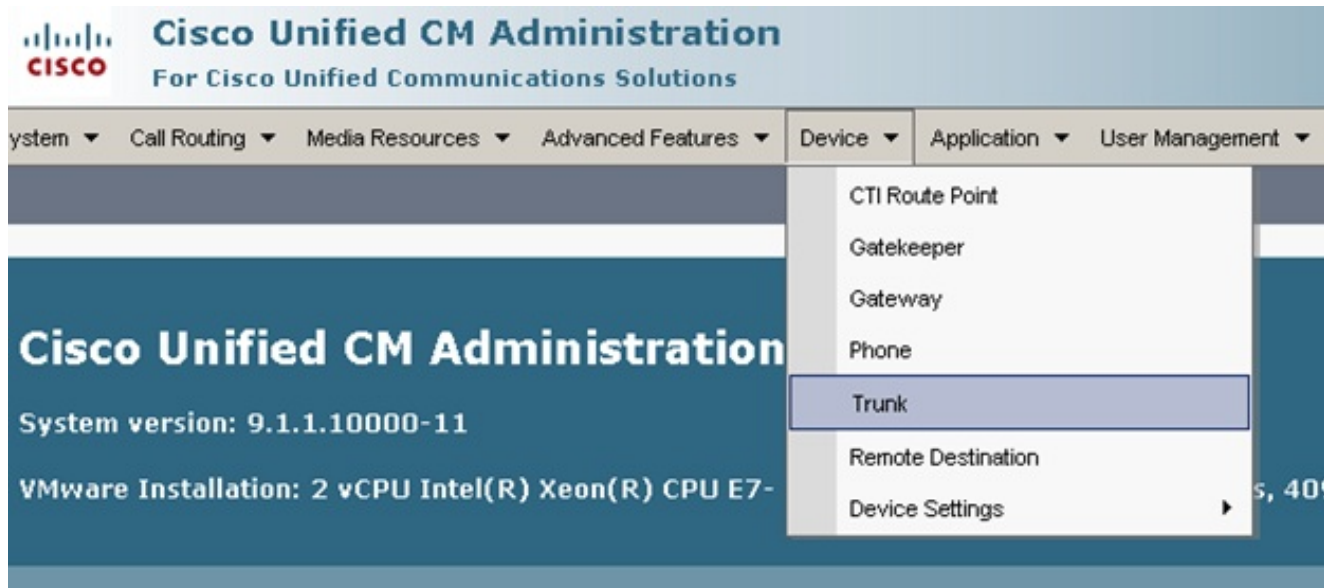 CISCO
Cisco Unified CM Administration
For Cisco Unified Communications Solutions
ystem Call Routing Media Resources Advanced Features Device Application User Management
CTI Route Point
Gatekeeper
Gateway
Phone
Trunk
Remote Destination
Device Settings
Cisco Unified CM Administration
System version: 9.1.1.10000-11
VMware Installation: 2 vCPU Intel(R) Xeon(R) CPU E7- s, 409